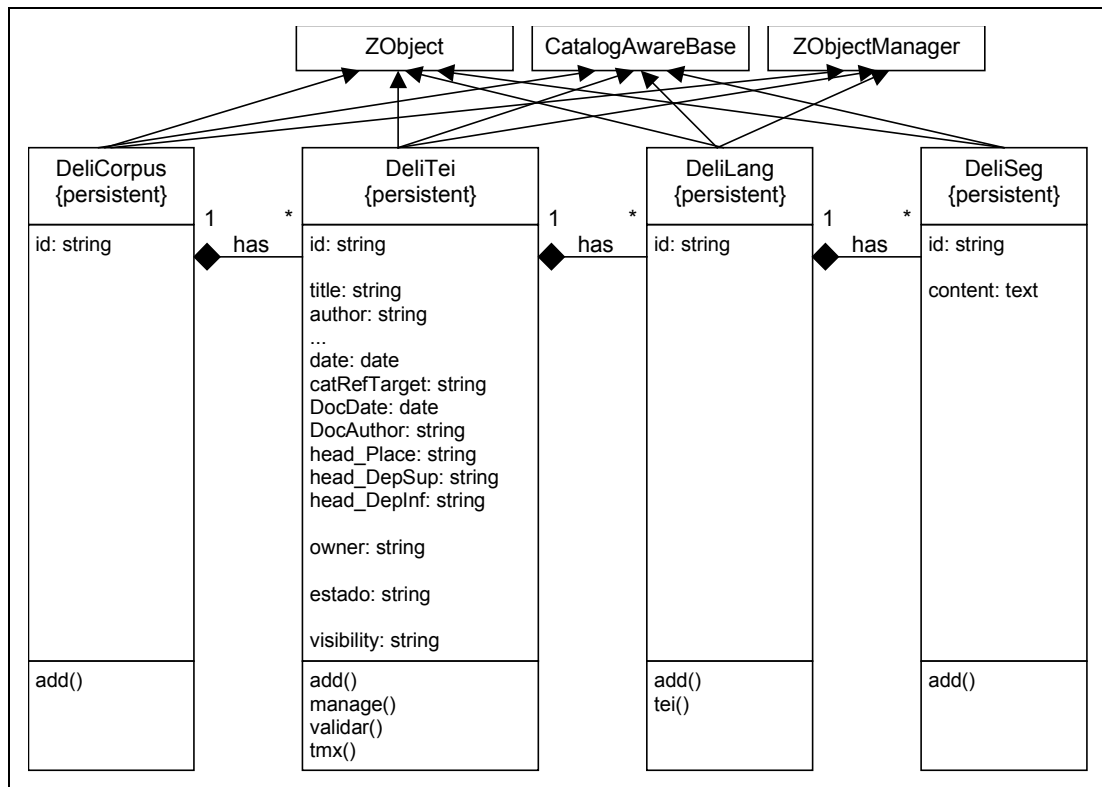 ZObject
CatalogAwareBase
ZObjectManager
DeliCorpus
{persistent}
id: string
add()
1 *
has
DeliTei
{persistent}
id: string
title: string
author: string
...
date: date
catRefTarget: string
DocDate: date
DocAuthor: string
head_Place: string
head_DepSup: string
head_DepInf: string
owner: string
estado: string
visibility: string
add()
manage()
validar()
tmx()
1 *
has
DeliLang
{persistent}
id: string
add()
tei()
1 *
has
DeliSeg
{persistent}
id: string
content: text
add()